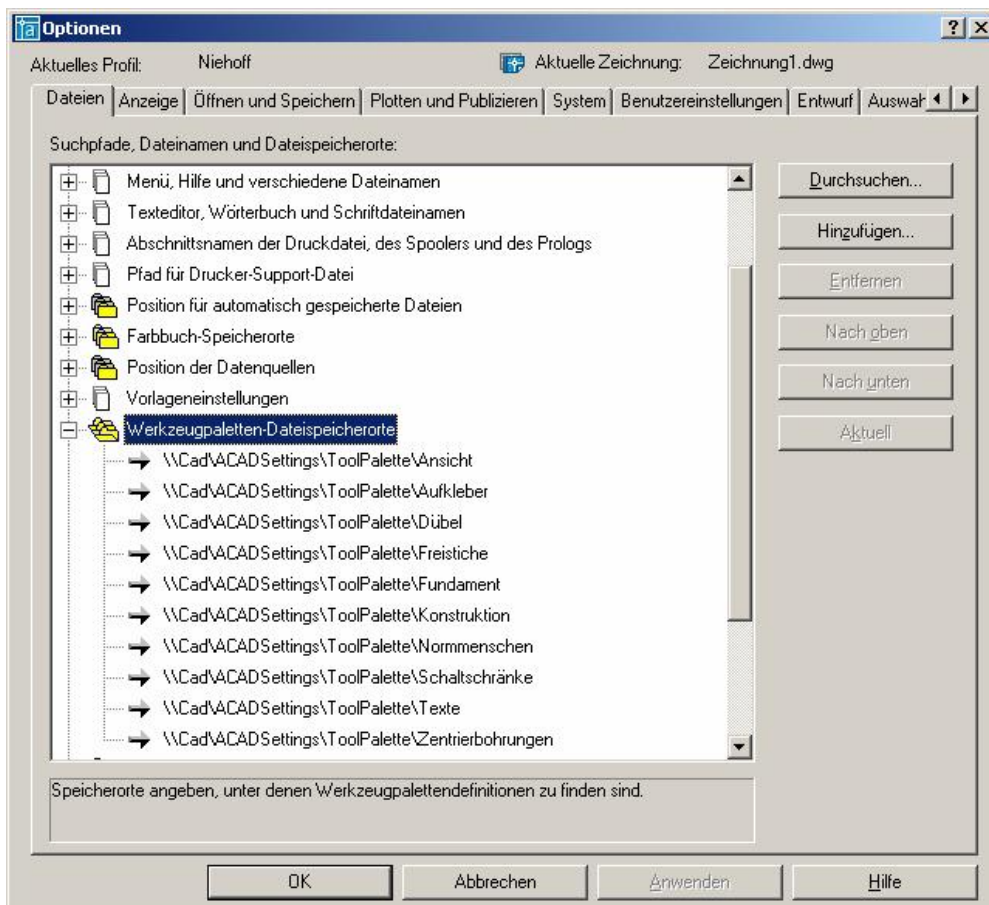 Optionen
Aktuelles Profil: Niehoff Aktuelle Zeichnung: Zeichnung1.dwg
Dateien Anzeige Öffnen und Speichern Plotten und Publizieren System Benutzereinstellungen Entwurf
Suchpfade, Dateinamen und Dateispeicherorte:
Menü, Hilfe und verschiedene Dateinamen
Texteditor, Wörterbuch und Schriftdateinamen
Abschnittsnamen der Druckdatei, des Spoolers und des Prologs
Pfad für Drucker-Support-Datei
Position für automatisch gespeicherte Dateien
Farbbuch-Speicherorte
Position der Datenquellen
Vorlageneinstellungen
Werkzeugpaletten-Dateispeicherorte
\\Cad\ACADSettings\ToolPalette\Ansicht
\\Cad\ACADSettings\ToolPalette\Aufkleber
\\Cad\ACADSettings\ToolPalette\Dübel
\\Cad\ACADSettings\ToolPalette\Freistiche
\\Cad\ACADSettings\ToolPalette\Fundament
\\Cad\ACADSettings\ToolPalette\Konstruktion
\\Cad\ACADSettings\ToolPalette\Normmenschen
\\Cad\ACADSettings\ToolPalette\Schaltschränke
\\Cad\ACADSettings\ToolPalette\Texte
\\Cad\ACADSettings\ToolPalette\Zentrierbohrungen
Durchsuchen...
Hinzufügen...
Entfernen
Nach oben
Nach unten
Aktuell
Speicherorte angeben, unter denen Werkzeugpalettendefinitionen zu finden sind.
OK Abbrechen Anwenden Hilfe